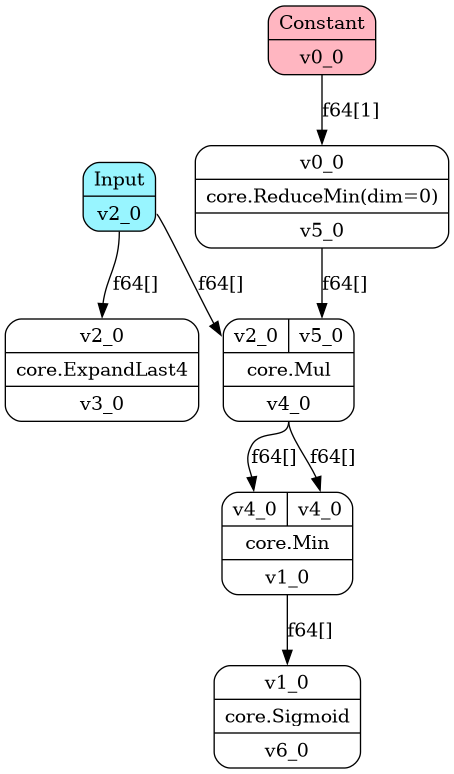 Constant
v0_0
f64[1]
v0_0
core.ReduceMin(dim=0)
v5_0
Input
v2_0
f64[]
f64[]
f64[]
v2_0
core.ExpandLast4
v3_0
v2_0 v5_0
core.Mul
v4_0
f64[]
f64[]
v4_0 v4_0
core.Min
v1_0
f64[]
v1_0
core.Sigmoid
v6_0